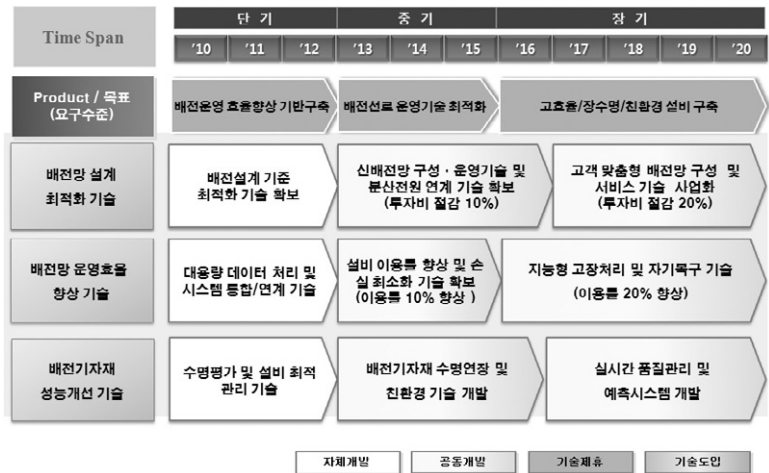 Time Span
단 기
중 기
장 기
'10
'11
'12
'13
'14
'15
'16
'17
'18
'19
'20
Product / 목표
(요구수준)
배전운영 효율향상 기반구축
배전선로 운영기술 최적화
고효율/장수명/친환경 설비 구축
배전망 설계
최적화 기술
배전설계 기준
최적화 기술 확보
신배전망 구성·운영기술 및
분산전원 연계 기술 확보
(투자비 절감 10%)
고객 맞춤형 배전망 구성 및
서비스 기술 사업화
(투자비 절감 20%)
배전망 운영효율
향상 기술
대용량 데이터 처리 및
시스템 통합/연계 기술
설비 이용률 향상 및 손
실 최소화 기술 확보
(이용률 10% 향상 )
지능형 고장처리 및 자기복구 기술
(이용률 20% 향상)
배전기자재
성능개선 기술
수명평가 및 설비 최적
관리 기술
배전기자재 수명연장 및
친환경 기술 개발
실시간 품질관리 및
예측시스템 개발
자체개발
공동개발
기술제휴
기술도입